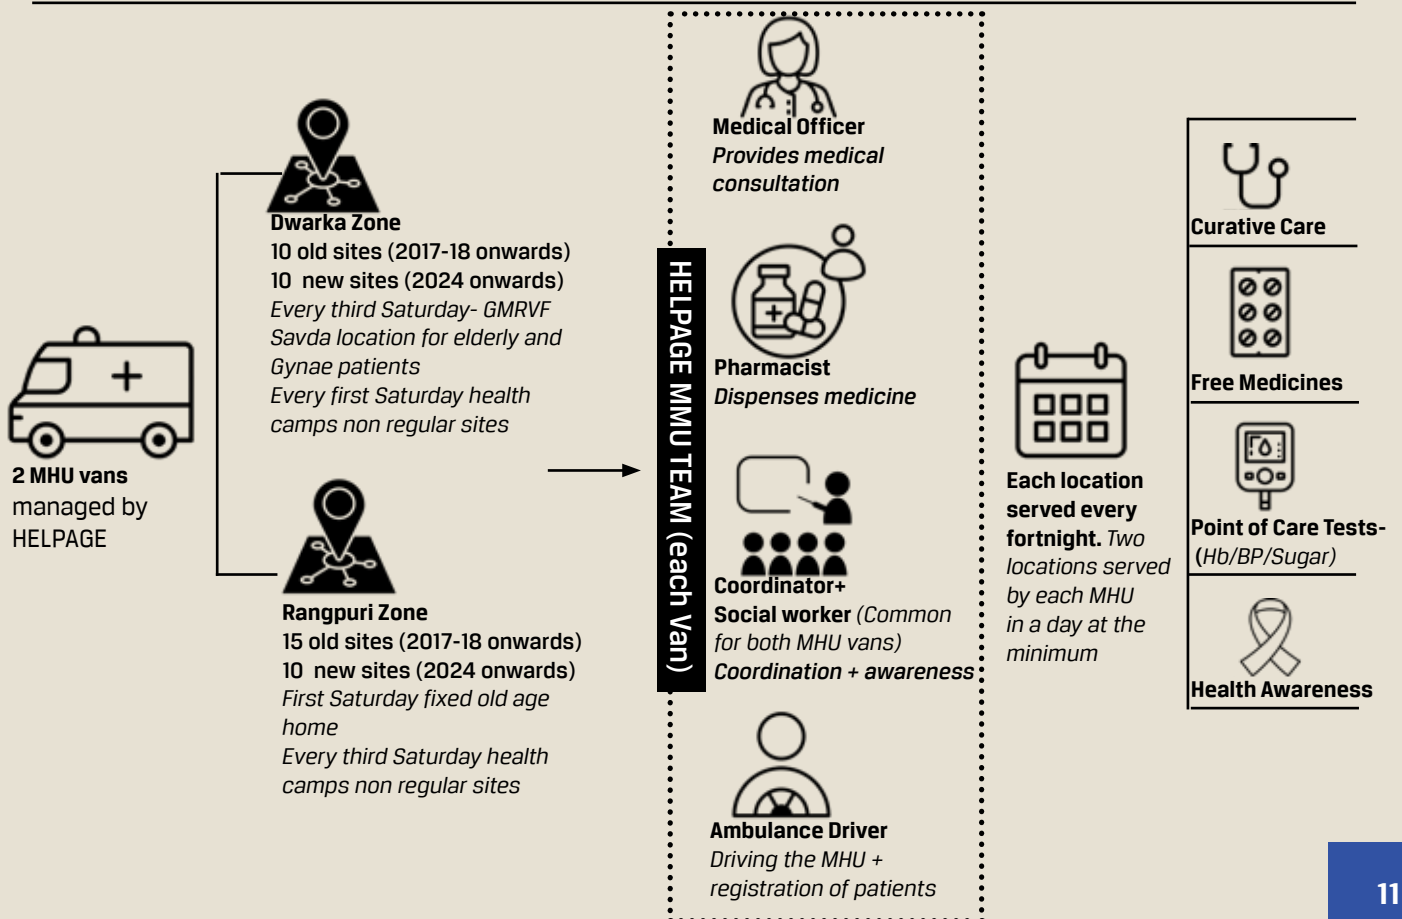 2 MHU vans
managed by
HELPAGE
Dwarka Zone
10 old sites (2017-18 onwards)
10 new sites (2024 onwards)
Every third Saturday- GMRVF
Savda location for elderly and
Gynae patients
Every first Saturday health
camps non regular sites
Rangpuri Zone
15 old sites (2017-18 onwards)
10 new sites (2024 onwards)
First Saturday fixed old age
home
Every third Saturday health
camps non regular sites
HELPAGE MMU TEAM (each Van)
Medical Officer
Provides medical
consultation
Pharmacist
Dispenses medicine
Coordinator+
Social worker (Common
for both MHU vans)
Coordination + awareness
Ambulance Driver
Driving the MHU +
registration of patients
Each location
served every
fortnight. Two
locations served
by each MHU
in a day at the
minimum
Curative Care
Free Medicines
Point of Care Tests-
(Hb/BP/Sugar)
Health Awareness
11